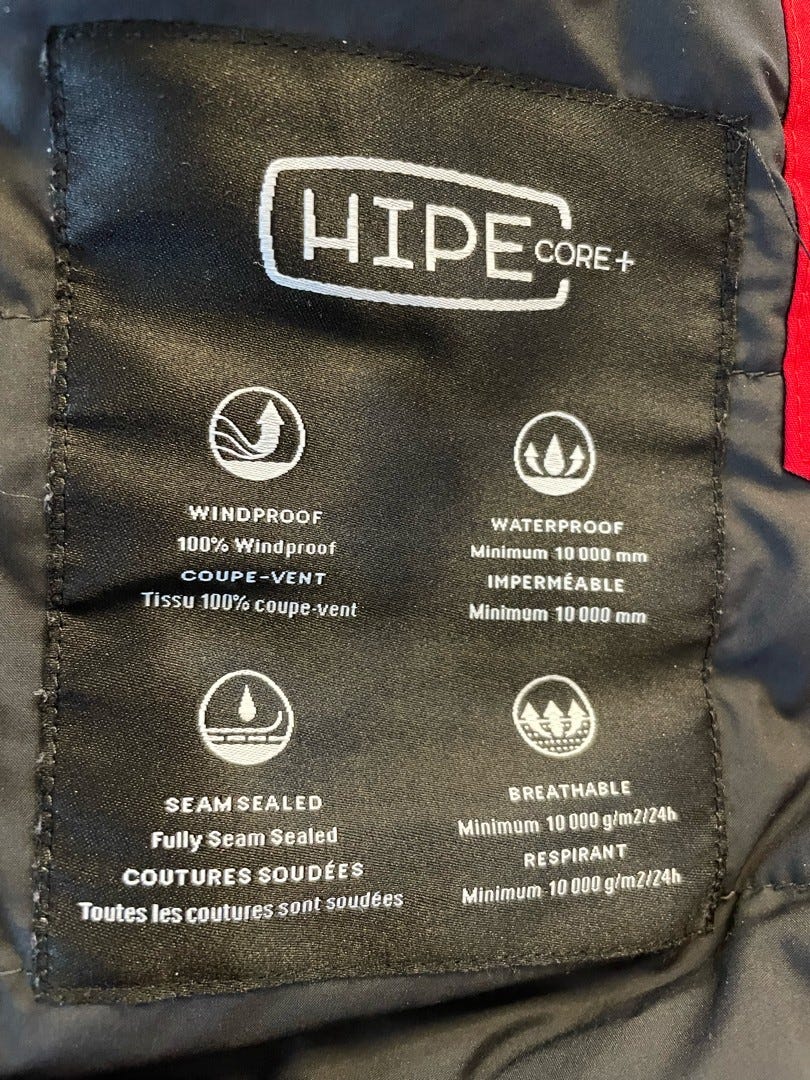 HIPE CORE+
WINDPROOF
100% Windproof
COUPE-VENT
Tissu 100% coupe-vent
WATERPROOF
Minimum 10 000 mm
IMPERMÉABLE
Minimum 10 000 mm
SEAM SEALED
Fully Seam Sealed
COUTURES SOUDÉES
Toutes les coutures sont soudées
BREATHABLE
Minimum 10 000 g/m2/24h
RESPIRANT
Minimum 10 000 g/m2/24h